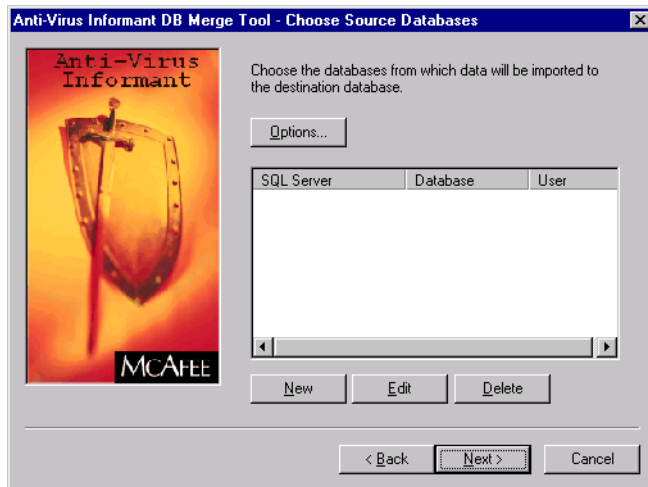 Anti-Virus Informant DB Merge Tool - Choose Source Databases
Anti-Virus
Informant
Choose the databases from which data will be imported to
the destination database.
Options...
SQL Server Database User
MCAFEE
New Edit Delete
< Back Next > Cancel